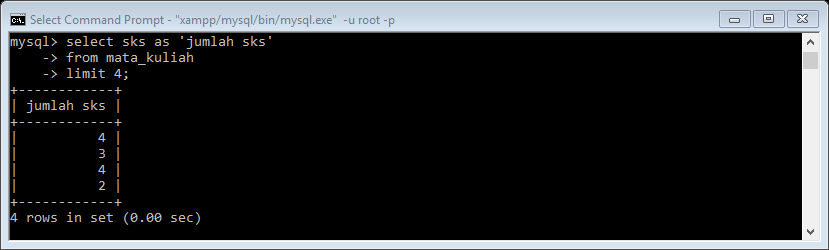 Select Command Prompt - "xampp/mysql/bin/mysql.exe" -u root -p
mysql> select sks as 'jumlah sks'
    -> from mata_kuliah
    -> limit 4;
+------------+
| jumlah sks |
+------------+
|          4 |
|          3 |
|          4 |
|          2 |
+------------+
4 rows in set (0.00 sec)